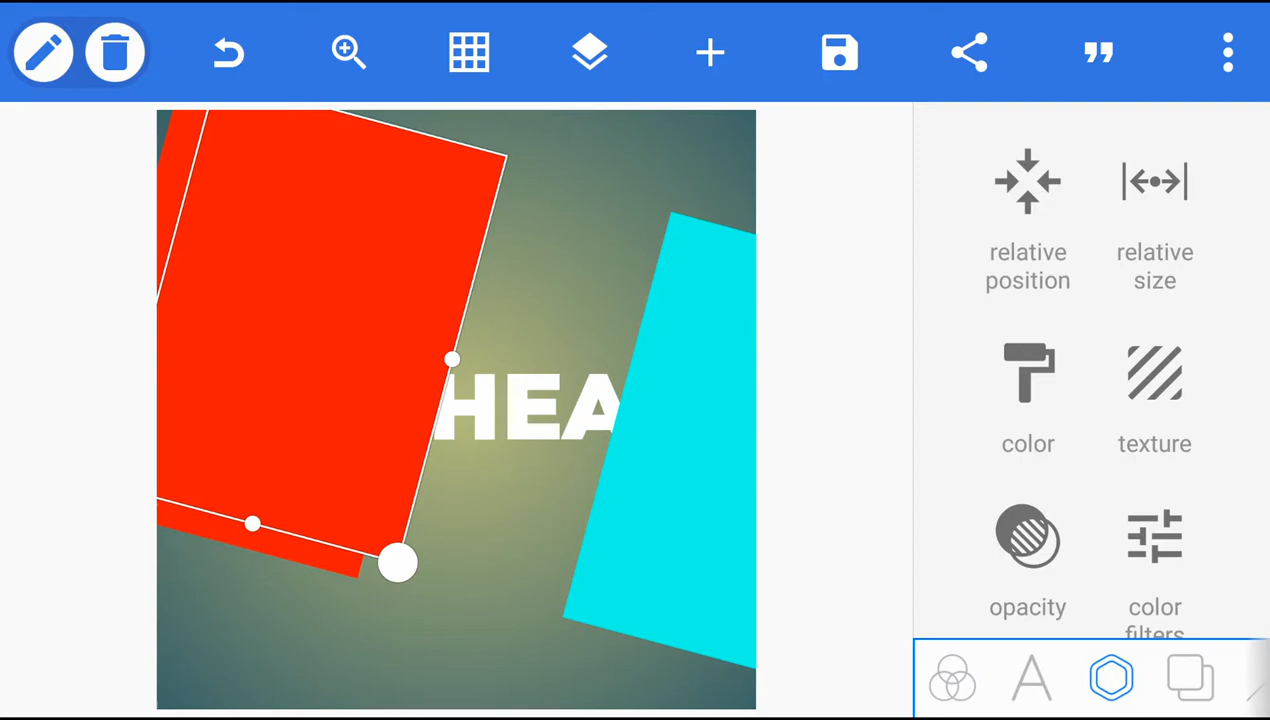 HEA
relative
position
relative
size
color
texture
opacity
color
filters